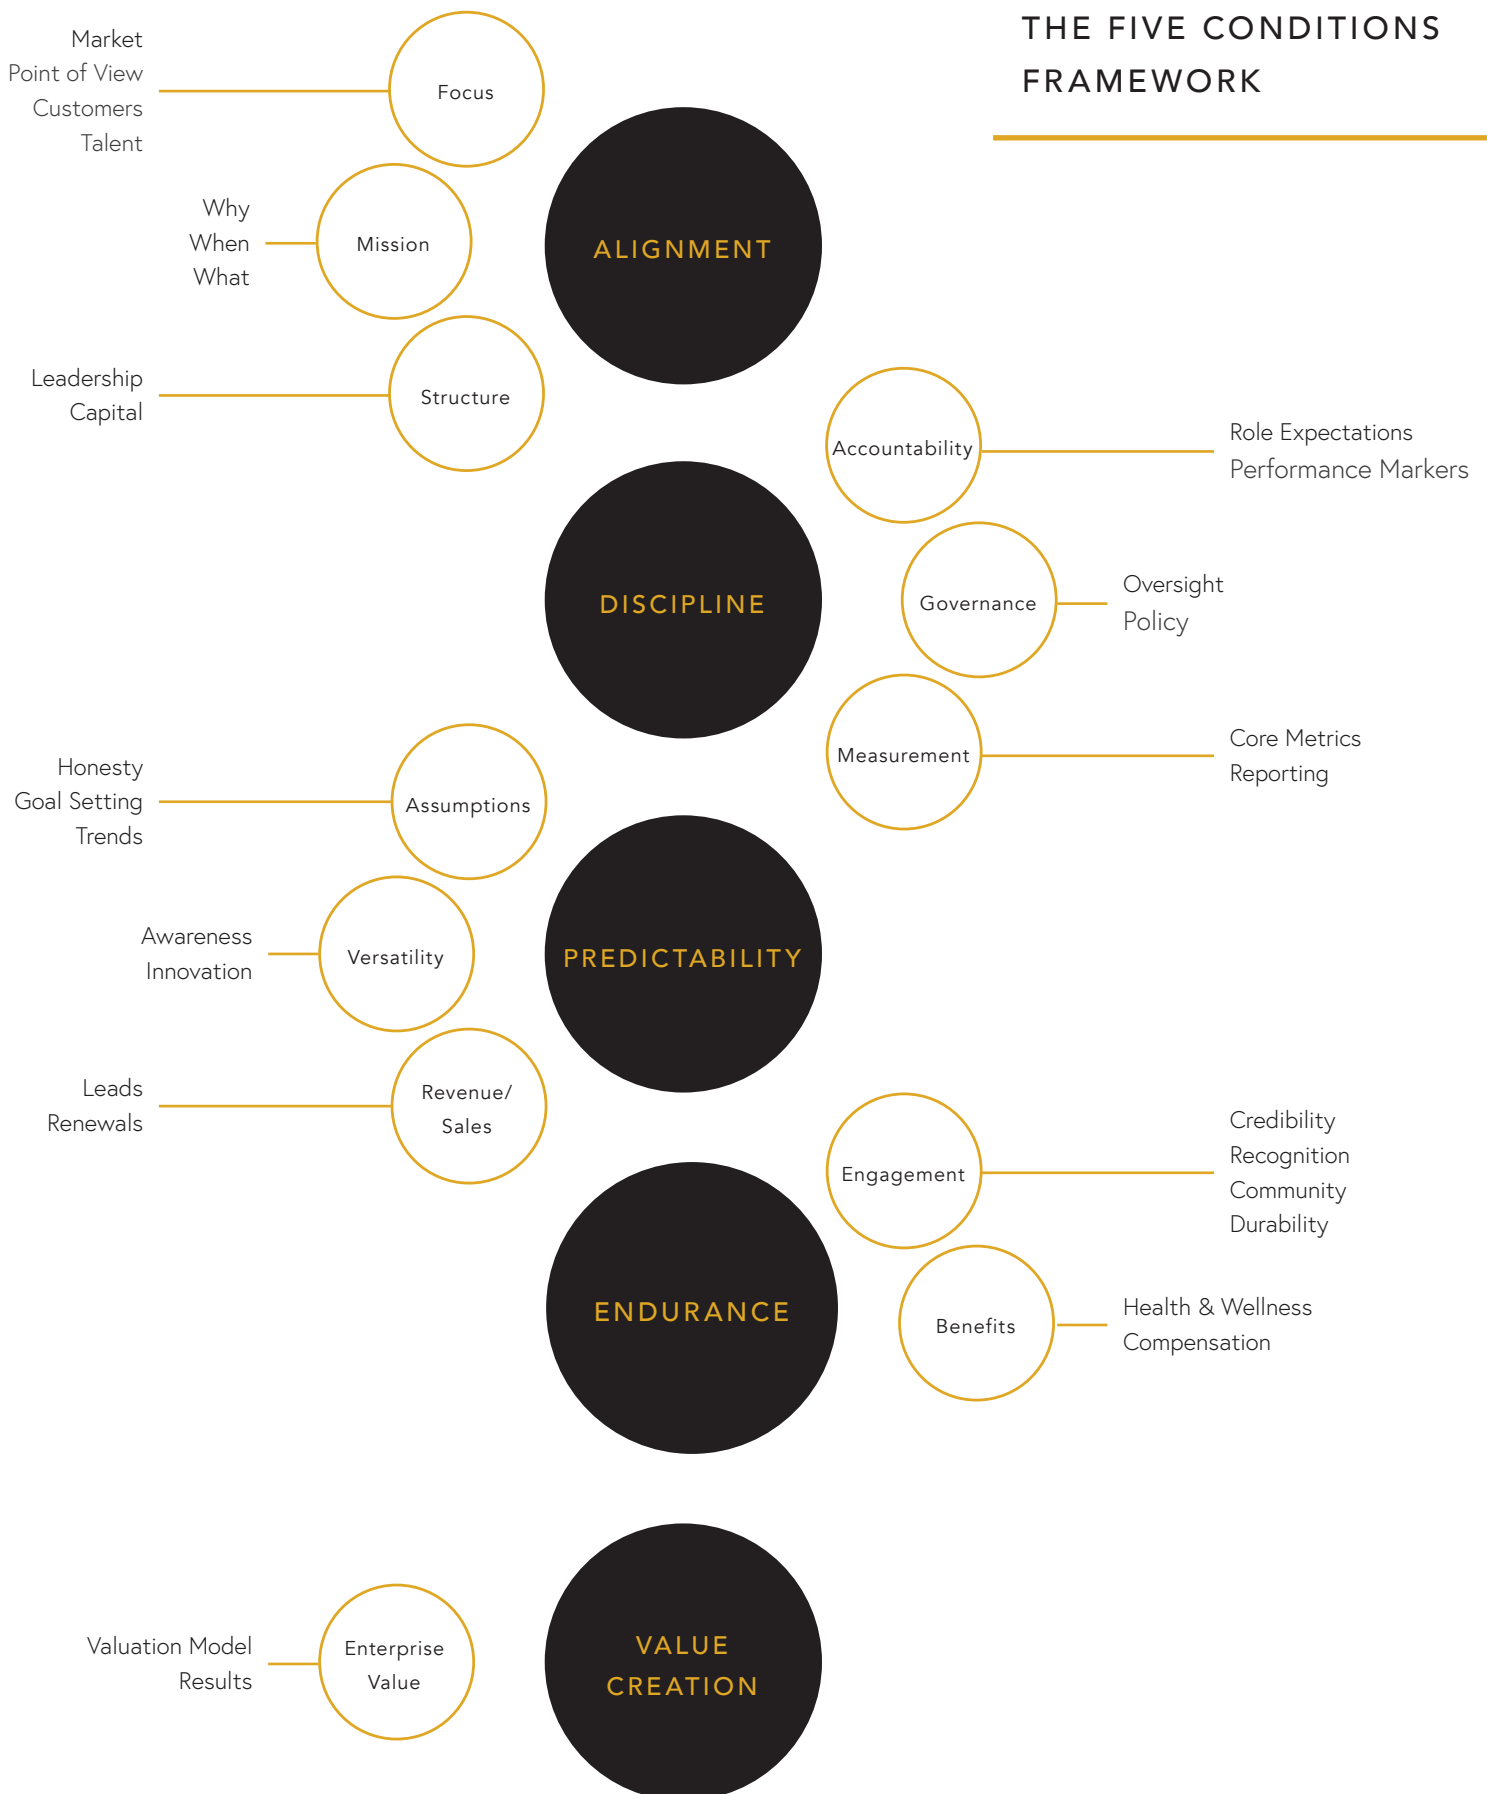 THE FIVE CONDITIONS
FRAMEWORK
Market
Point of View
Customers
Talent
Focus
Why
When
What
Mission
ALIGNMENT
Leadership
Capital
Structure
Accountability
Role Expectations
Performance Markers
DISCIPLINE
Governance
Oversight
Policy
Measurement
Core Metrics
Reporting
Honesty
Goal Setting
Trends
Assumptions
Awareness
Innovation
Versatility
PREDICTABILITY
Leads
Renewals
Revenue/
Sales
Engagement
Credibility
Recognition
Community
Durability
ENDURANCE
Benefits
Health & Wellness
Compensation
Valuation Model
Results
Enterprise
Value
VALUE
CREATION